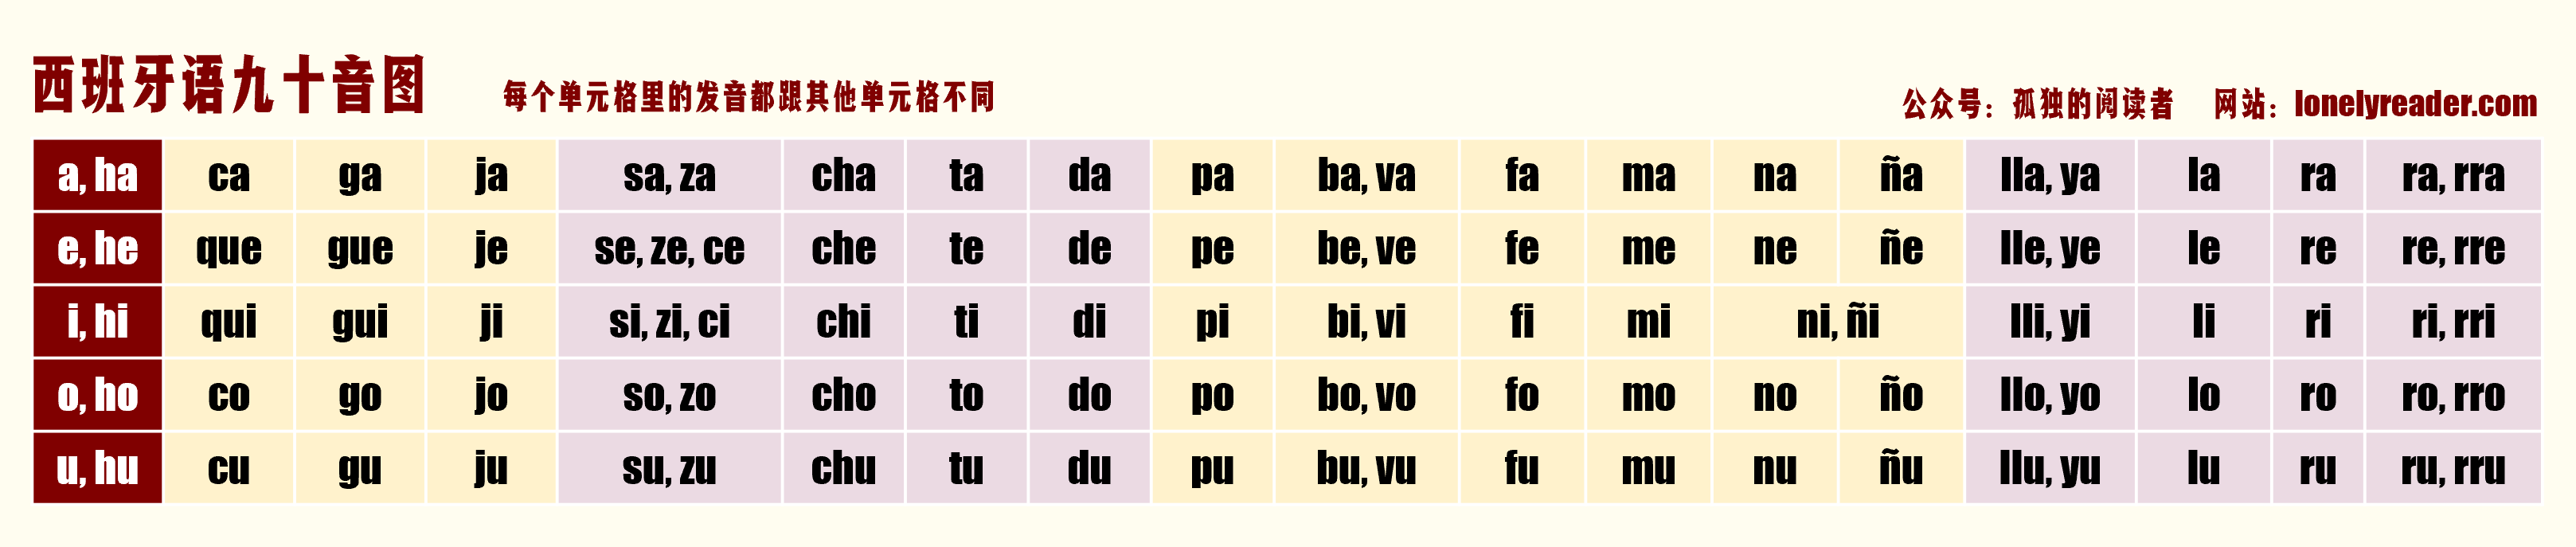 西班牙语九十音图 每个单元格里的发音都跟其他单元格不同 公众号：孤独的阅读者 网站：lonelyreader.com
a, ha ca ga ja sa, za cha ta da pa ba, va fa ma na ña lla, ya la ra ra, rra
e, he que gue je se, ze, ce che te de pe be, ve fe me ne ñe lle, ye le re re, rre
i, hi qui gui ji si, zi, ci chi ti di pi bi, vi fi mi ni, ñi lli, yi li ri ri, rri
o, ho co go jo so, zo cho to do po bo, vo fo mo no ño llo, yo lo ro ro, rro
u, hu cu gu ju su, zu chu tu du pu bu, vu fu mu nu ñu llu, yu lu ru ru, rru